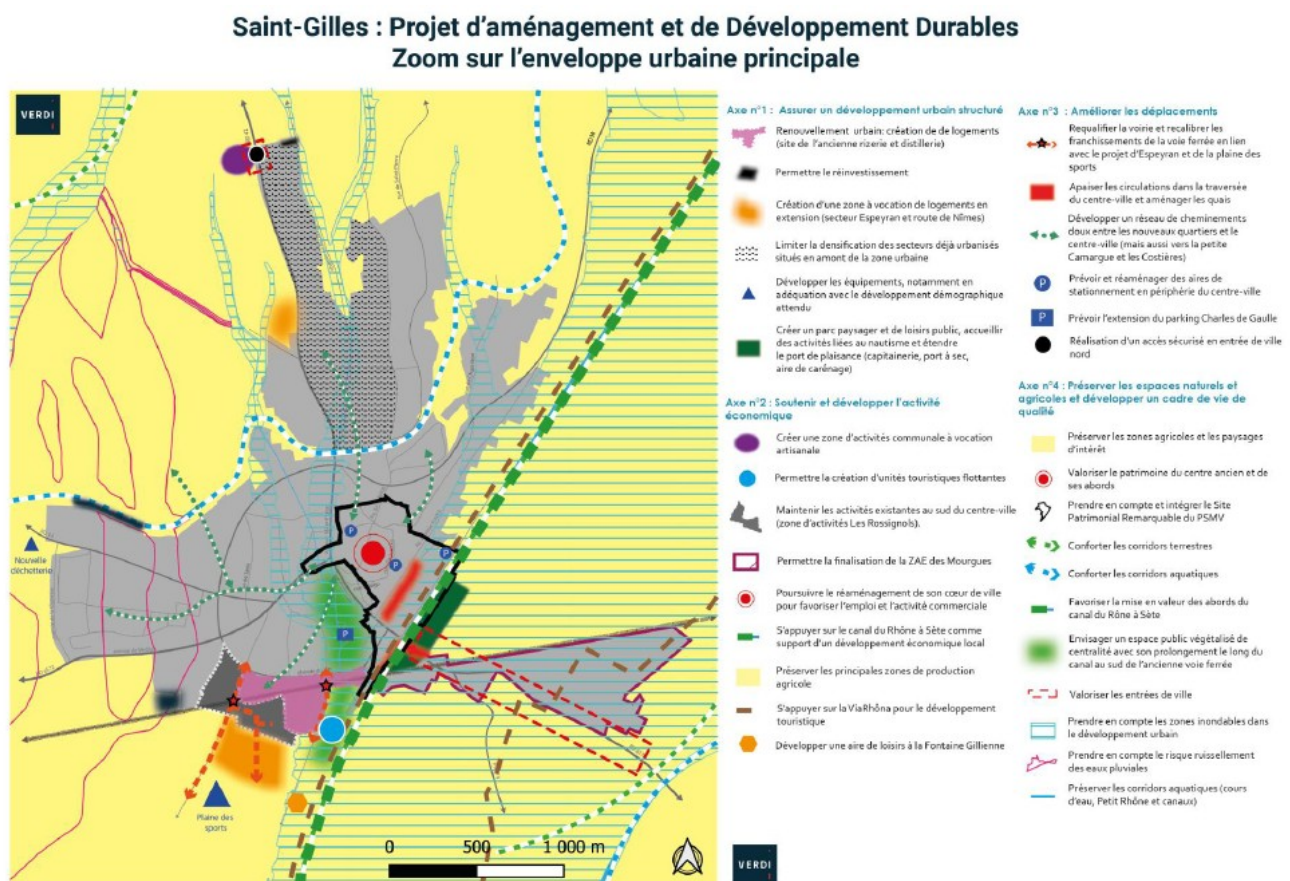 Saint-Gilles : Projet d’aménagement et de Développement Durables
Zoom sur l’enveloppe urbaine principale
VERDI
Nouvelle
déchetterie
P
P
P
P
Plaine des
sports
0 500 1 000 m
Axe n°1 : Assurer un développement urbain structuré
Renouvellement urbain: création de de logements
(site de l’ancienne rizerie et distillerie)
Permettre le réinvestissement
Création d’une zone à vocation de logements en
extension (secteur Espeyran et route de Nîmes)
Limiter la densification des secteurs déjà urbanisés
situés en amont de la zone urbaine
Développer les équipements, notamment en
adéquation avec le développement démographique
attendu
Créer un parc paysager et de loisirs public, accueillir
des activités liées au nautisme et étendre
le port de plaisance (capitainerie, port à sec,
aire de carénage)
Axe n°2 : Soutenir et développer l’activité
économique
Créer une zone d’activités communale à vocation
artisanale
Permettre la création d’unités touristiques flottantes
Maintenir les activités existantes au sud du centre-ville
(zone d’activités Les Rossignols).
Permettre la finalisation de la ZAE des Mourgues
Poursuivre le réaménagement de son cœur de ville
pour favoriser l’emploi et l’activité commerciale
S’appuyer sur le canal du Rhône à Sète comme
support d’un développement économique local
Préserver les principales zones de production
agricole
S’appuyer sur la ViaRhôna pour le développement
touristique
Développer une aire de loisirs à la Fontaine Gillienne
VERDI
Axe n°3 : Améliorer les déplacements
Requalifier la voirie et recalibrer les
franchissements de la voie ferrée en lien
avec le projet d’Espeyran et de la plaine des
sports
Apaiser les circulations dans la traversée
du centre-ville et aménager les quais
Développer un réseau de cheminements
doux entre les nouveaux quartiers et le
centre-ville (mais aussi vers la petite
Camargue et les Costières)
P
Prévoir et réaménager des aires de
stationnement en périphérie du centre-ville
P
Prévoir l’extension du parking Charles de Gaulle
Réalisation d’un accès sécurisé en entrée de ville
nord
Axe n°4 : Préserver les espaces naturels et
agricoles et développer un cadre de vie de
qualité
Préserver les zones agricoles et les paysages
d’intérêt
Valoriser le patrimoine du centre ancien et de
ses abords
Prendre en compte et intégrer le Site
Patrimonial Remarquable du PSMV
Conforter les corridors terrestres
Conforter les corridors aquatiques
Favoriser la mise en valeur des abords du
canal du Rône à Sète
Envisager un espace public végétalisé de
centralité avec son prolongement le long du
canal au sud de l’ancienne voie ferrée
Valoriser les entrées de ville
Prendre en compte les zones inondables dans
le développement urbain
Prendre en compte le risque ruissellement
des eaux pluviales
Préserver les corridors aquatiques (cours
d’eau, Petit Rhône et canaux)